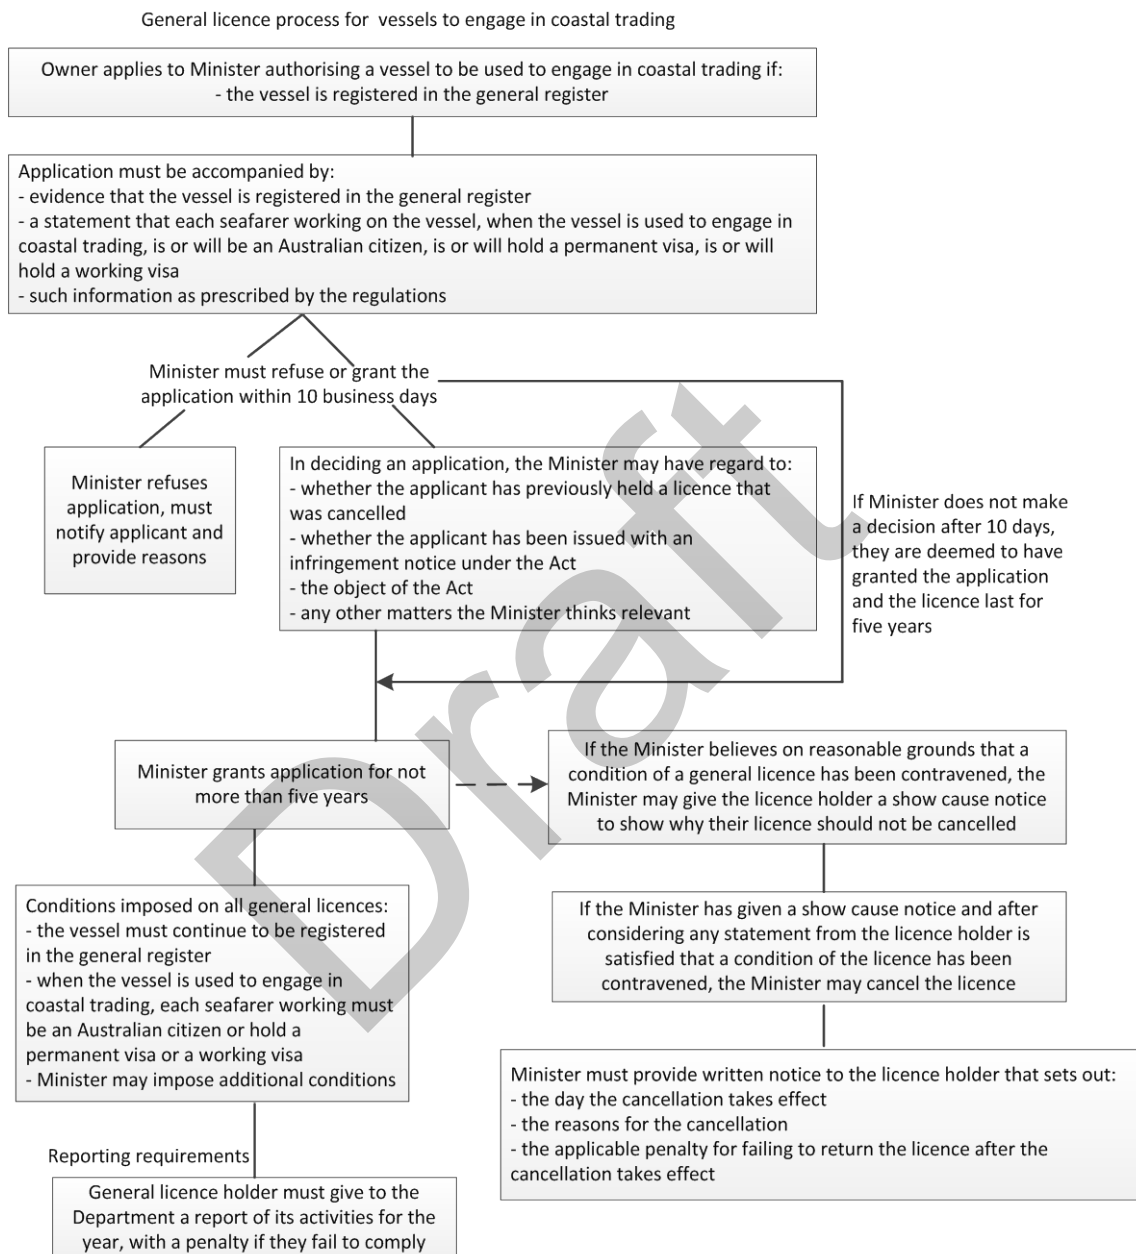 General licence process for vessels to engage in coastal trading
Owner applies to Minister authorising a vessel to be used to engage in coastal trading if:
- the vessel is registered in the general register
Application must be accompanied by:
- evidence that the vessel is registered in the general register
- a statement that each seafarer working on the vessel, when the vessel is used to engage in
coastal trading, is or will be an Australian citizen, is or will hold a permanent visa, is or will
hold a working visa
- such information as prescribed by the regulations
Minister must refuse or grant the
application within 10 business days
Minister refuses
application, must
notify applicant and
provide reasons
In deciding an application, the Minister may have regard to:
- whether the applicant has previously held a licence that
was cancelled
- whether the applicant has been issued with an
infringement notice under the Act
- the object of the Act
- any other matters the Minister thinks relevant
If Minister does not make
a decision after 10 days,
they are deemed to have
granted the application
and the licence last for
five years
Minister grants application for not
more than five years
If the Minister believes on reasonable grounds that a
condition of a general licence has been contravened, the
Minister may give the licence holder a show cause notice
to show why their licence should not be cancelled
Conditions imposed on all general licences:
- the vessel must continue to be registered
in the general register
- when the vessel is used to engage in
coastal trading, each seafarer working must
be an Australian citizen or hold a
permanent visa or a working visa
- Minister may impose additional conditions
If the Minister has given a show cause notice and after
considering any statement from the licence holder is
satisfied that a condition of the licence has been
contravened, the Minister may cancel the licence
Minister must provide written notice to the licence holder that sets out:
- the day the cancellation takes effect
- the reasons for the cancellation
- the applicable penalty for failing to return the licence after the
cancellation takes effect
Reporting requirements
General licence holder must give to the
Department a report of its activities for the
year, with a penalty if they fail to comply
Draft